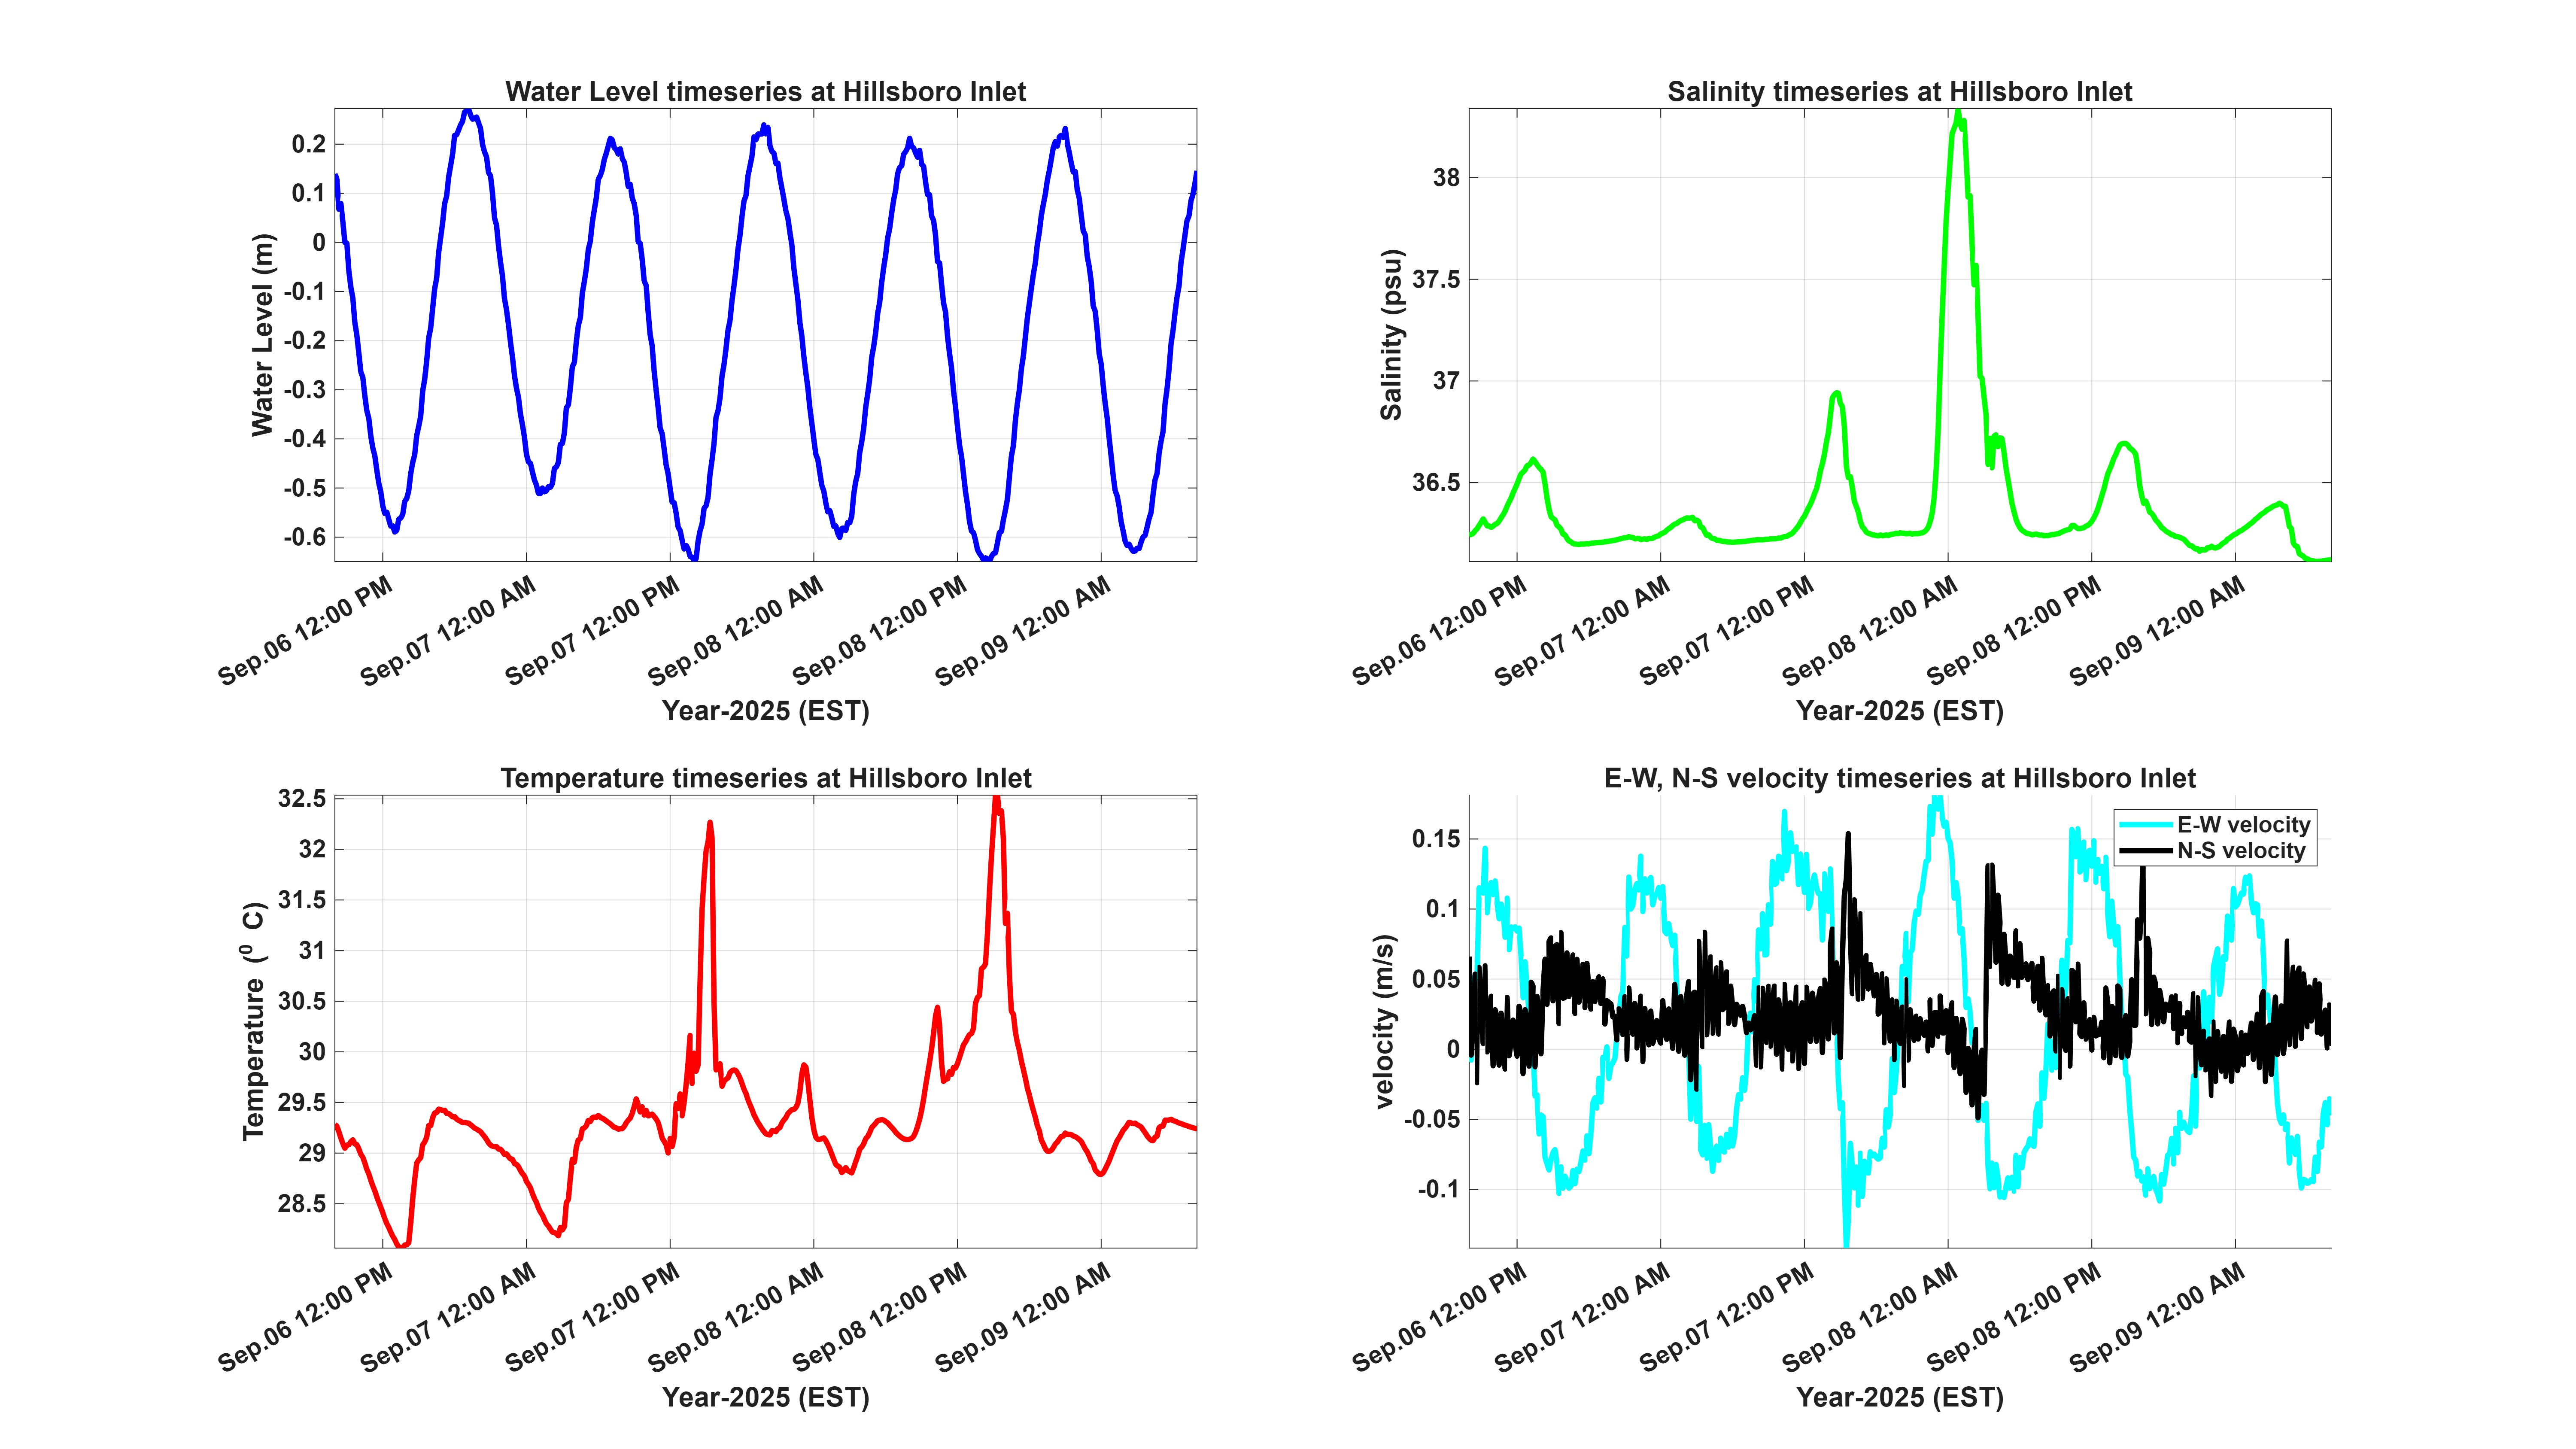 Water Level timeseries at Hillsboro Inlet
Water Level (m)
0.2
0.1
0
-0.1
-0.2
-0.3
-0.4
-0.5
-0.6
Sep.06 12:00 PM
Sep.07 12:00 AM
Sep.07 12:00 PM
Sep.08 12:00 AM
Sep.08 12:00 PM
Sep.09 12:00 AM
Year-2025 (EST)
Salinity timeseries at Hillsboro Inlet
Salinity (psu)
38
37.5
37
36.5
Sep.06 12:00 PM
Sep.07 12:00 AM
Sep.07 12:00 PM
Sep.08 12:00 AM
Sep.08 12:00 PM
Sep.09 12:00 AM
Year-2025 (EST)
Temperature timeseries at Hillsboro Inlet
Temperature (⁰ C)
32.5
32
31.5
31
30.5
30
29.5
29
28.5
Sep.06 12:00 PM
Sep.07 12:00 AM
Sep.07 12:00 PM
Sep.08 12:00 AM
Sep.08 12:00 PM
Sep.09 12:00 AM
Year-2025 (EST)
E-W, N-S velocity timeseries at Hillsboro Inlet
E-W velocity
N-S velocity
velocity (m/s)
0.15
0.1
0.05
0
-0.05
-0.1
Sep.06 12:00 PM
Sep.07 12:00 AM
Sep.07 12:00 PM
Sep.08 12:00 AM
Sep.08 12:00 PM
Sep.09 12:00 AM
Year-2025 (EST)